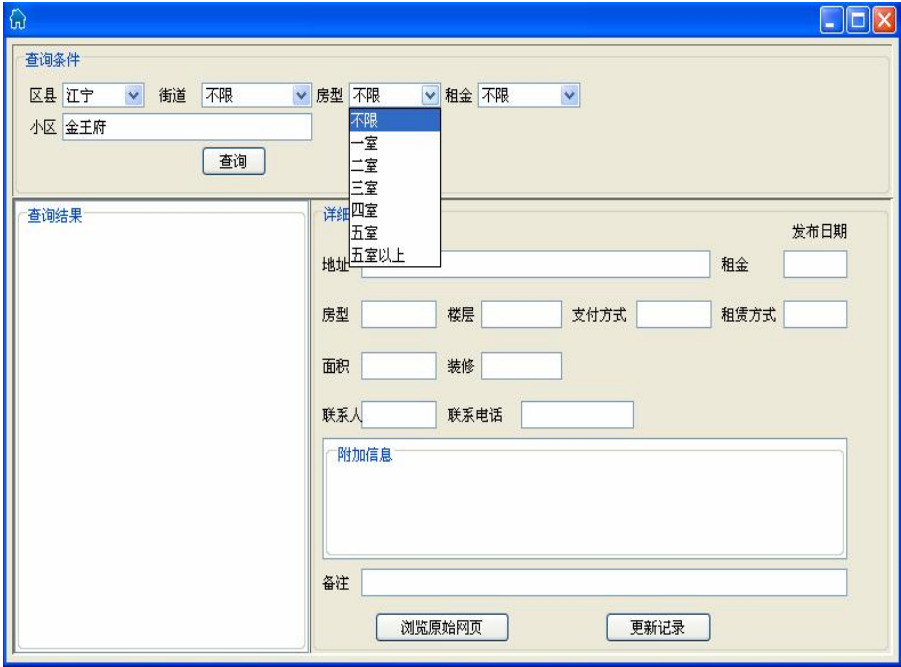 查询条件
区县 江宁 街道 不限 房型 不限 租金 不限
小区 金王府
不限
一室
查询
二室
三室
四室
五室
五室以上
查询结果
详细
发布日期
地址 租金
房型 楼层 支付方式 租赁方式
面积 装修
联系人 联系电话
附加信息
备注
浏览原始网页 更新记录